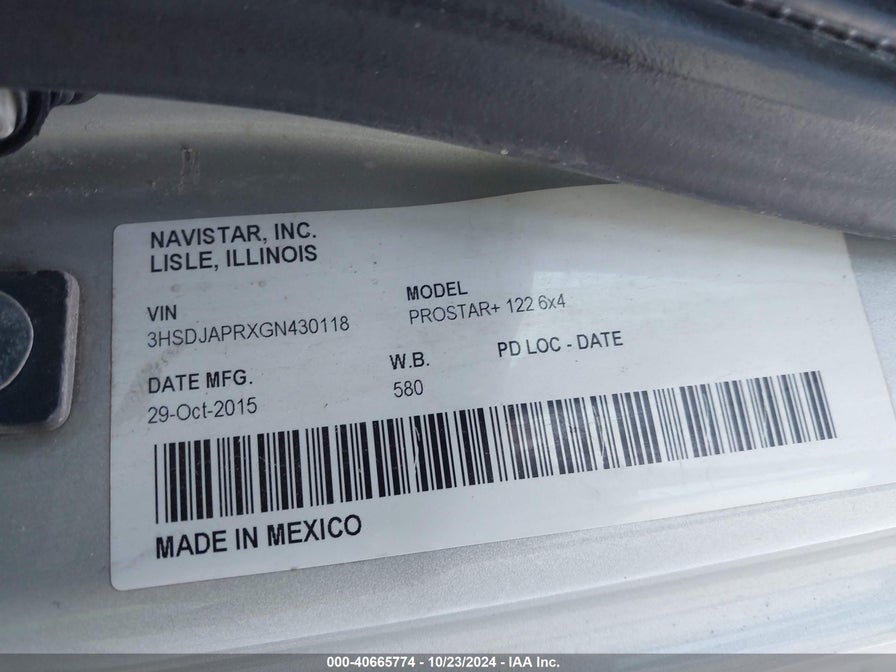 NAVISTAR, INC.
LISLE, ILLINOIS
VIN
3HSDJAPRXGN430118
MODEL
PROSTAR+ 122 6x4
DATE MFG.
29-Oct-2015
W.B.
580
PD LOC - DATE
MADE IN MEXICO
000-40665774 - 10/23/2024 - IAA Inc.